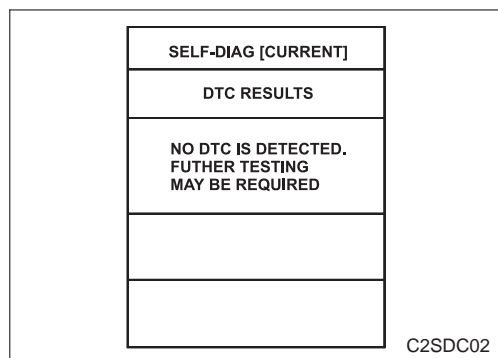 SELF-DIAG [CURRENT]
DTC RESULTS
NO DTC IS DETECTED.
FUTHER TESTING
MAY BE REQUIRED
C2SDC02